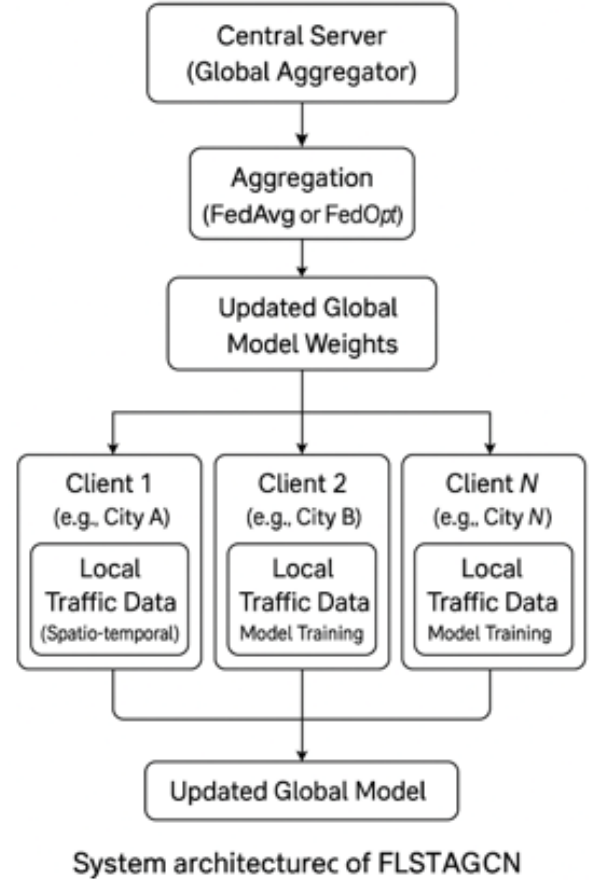 Central Server
(Global Aggregator)
Aggregation
(FedAvg or FedOpt)
Updated Global
Model Weights
Client 1
(e.g., City A)
Local
Traffic Data
(Spatio-temporal)
Client 2
(e.g., City B)
Local
Traffic Data
Model Training
Client N
(e.g., City N)
Local
Traffic Data
Model Training
Updated Global Model
System architecturec of FLSTAGCN